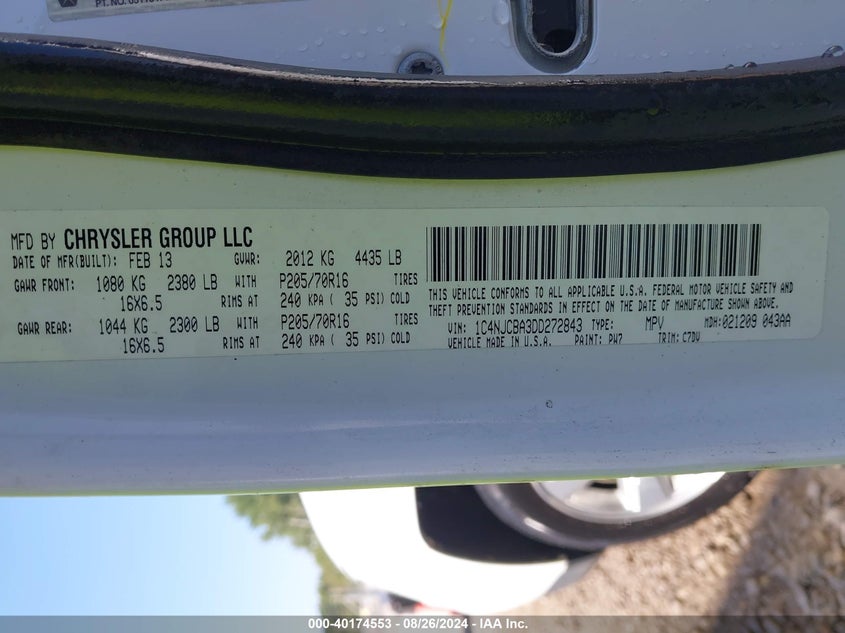 PT. NO.
MFD BY CHRYSLER GROUP LLC
DATE OF MFR(BUILT): FEB 13 GVWR: 2012 KG 4435 LB
GAWR FRONT: 1080 KG 2380 LB WITH P205/70R16 TIRES
16X6.5 RIMS AT 240 KPA ( 35 PSI) COLD
GAWR REAR: 1044 KG 2300 LB WITH P205/70R16 TIRES
16X6.5 RIMS AT 240 KPA ( 35 PSI) COLD
THIS VEHICLE CONFORMS TO ALL APPLICABLE U.S.A. FEDERAL MOTOR VEHICLE SAFETY AND
THEFT PREVENTION STANDARDS IN EFFECT ON THE DATE OF MANUFACTURE SHOWN ABOVE.
VIN: 1C4NJCBA3DD272843 TYPE: MPV MDH:021209 043AA
VEHICLE MADE IN U.S.A. PAINT: PW7 TRIM: C7DV
000-40174553 - 08/26/2024 - IAA Inc.